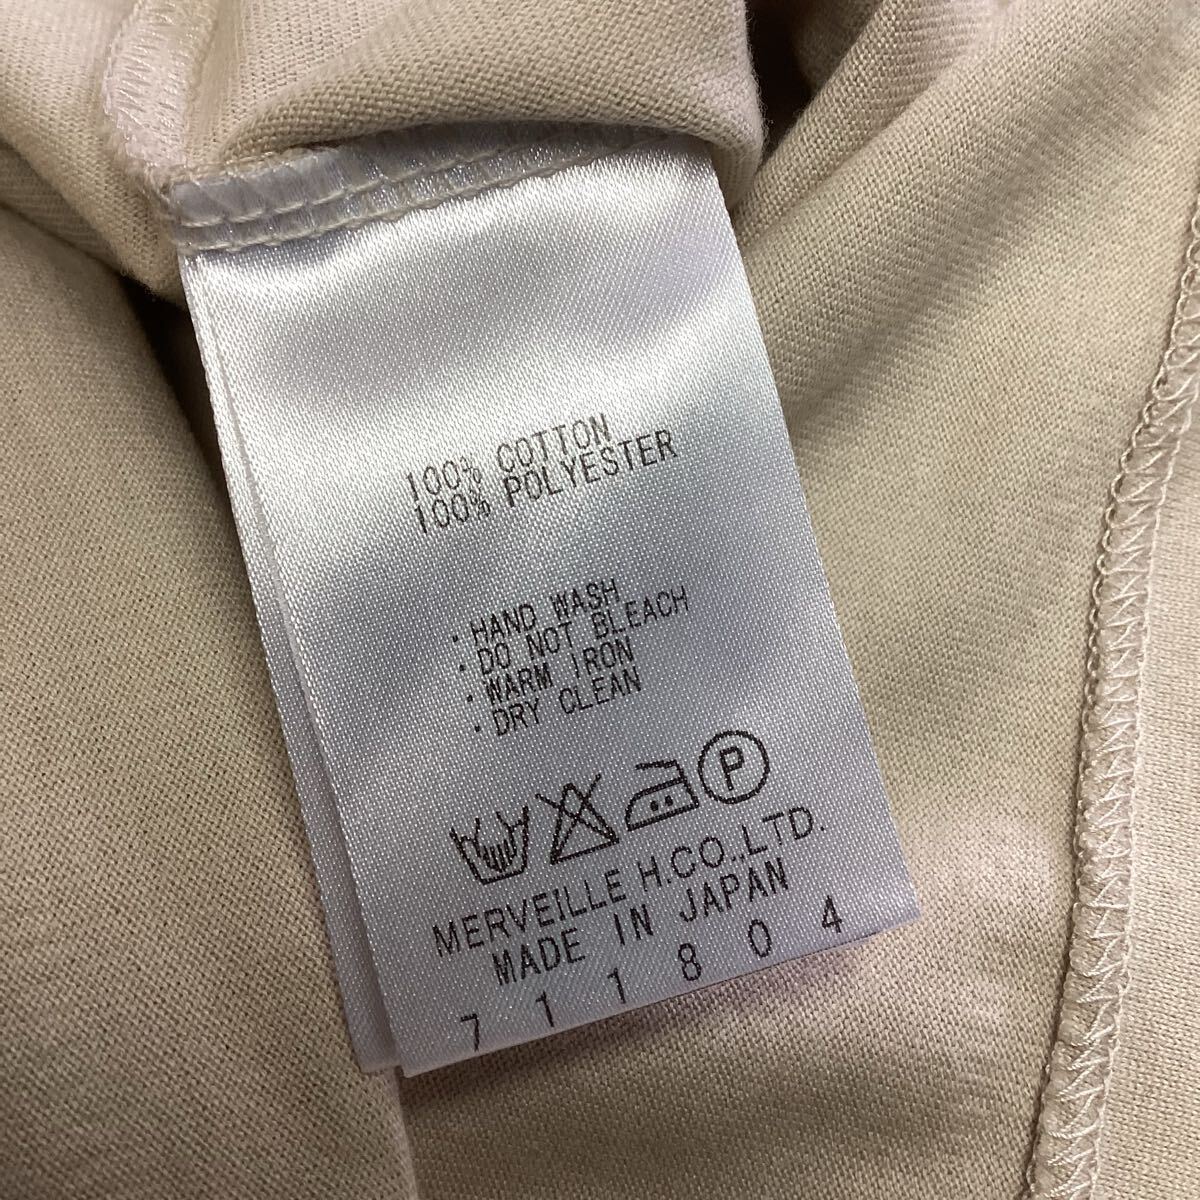 100% COTTON
100% POLYESTER
・HAND WASH
・DO NOT BLEACH
・WARM IRON
・DRY CLEAN
P
MERVEILLE H.CO.,LTD.
MADE IN JAPAN
711804